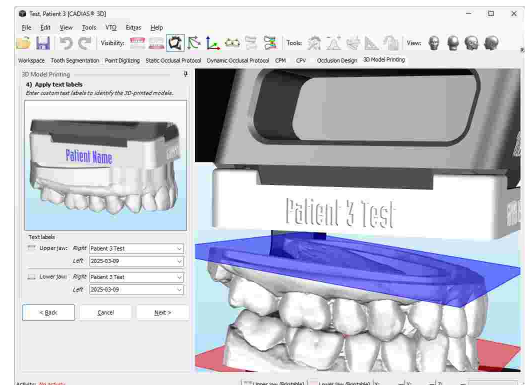 Test, Patient 3 [CADIAS® 3D]
File Edit View Tools VTO Extras Help
Visibility: Tools: View:
Workspace Tooth Segmentation Point Digitizing Static Occlusal Protocol Dynamic Occlusal Protocol CPM CPV Occlusion Design 3D Model Printing
3D Model Printing
4) Apply text labels
Enter custom text labels to identify the 3D-printed models.
Patient Name
Text labels
Upper jaw: Right Patient 3 Test
Left 2025-03-09
Lower jaw: Right Patient 3 Test
Left 2025-03-09
< Back Cancel Next >
Patient 3 Test
Activity: No activity
Upper jaw (Printable) Lower jaw (Printable) X: Y: Z: